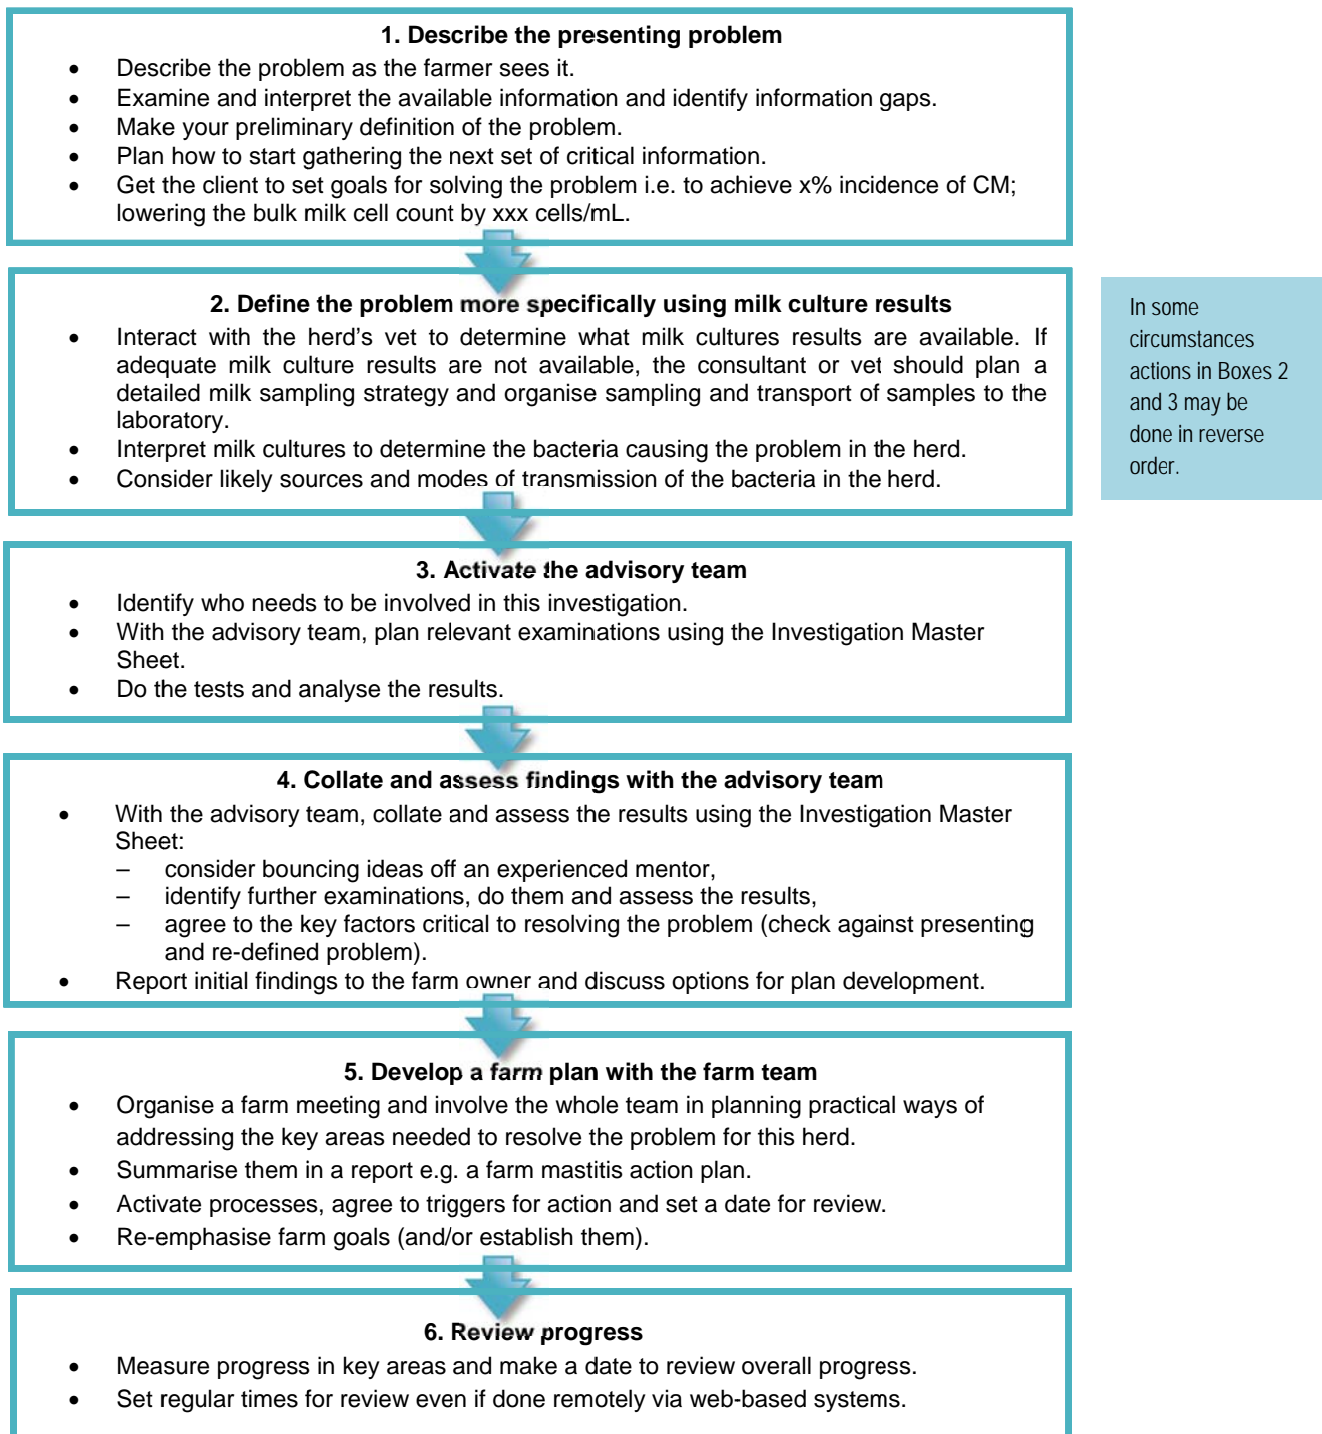 1. Describe the presenting problem
• Describe the problem as the farmer sees it.
• Examine and interpret the available information and identify information gaps.
• Make your preliminary definition of the problem.
• Plan how to start gathering the next set of critical information.
• Get the client to set goals for solving the problem i.e. to achieve x% incidence of CM;
lowering the bulk milk cell count by xxx cells/mL.
2. Define the problem more specifically using milk culture results
• Interact with the herd's vet to determine what milk cultures results are available. If
adequate milk culture results are not available, the consultant or vet should plan a
detailed milk sampling strategy and organise sampling and transport of samples to the
laboratory.
• Interpret milk cultures to determine the bacteria causing the problem in the herd.
• Consider likely sources and modes of transmission of the bacteria in the herd.
In some
circumstances
actions in Boxes 2
and 3 may be
done in reverse
order.
3. Activate the advisory team
• Identify who needs to be involved in this investigation.
• With the advisory team, plan relevant examinations using the Investigation Master
Sheet.
• Do the tests and analyse the results.
4. Collate and assess findings with the advisory team
• With the advisory team, collate and assess the results using the Investigation Master
Sheet:
– consider bouncing ideas off an experienced mentor,
– identify further examinations, do them and assess the results,
– agree to the key factors critical to resolving the problem (check against presenting
and re-defined problem).
• Report initial findings to the farm owner and discuss options for plan development.
5. Develop a farm plan with the farm team
• Organise a farm meeting and involve the whole team in planning practical ways of
addressing the key areas needed to resolve the problem for this herd.
• Summarise them in a report e.g. a farm mastitis action plan.
• Activate processes, agree to triggers for action and set a date for review.
• Re-emphasise farm goals (and/or establish them).
6. Review progress
• Measure progress in key areas and make a date to review overall progress.
• Set regular times for review even if done remotely via web-based systems.